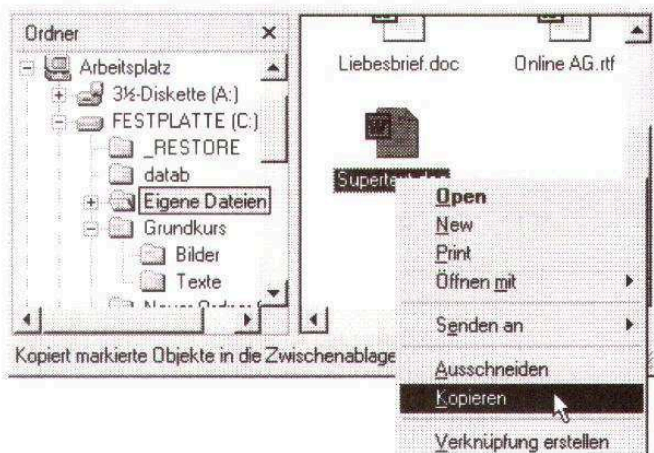 Ordner
Arbeitsplatz
3½-Diskette (A:)
FESTPLATTE (C:)
_RESTORE
datab
Eigene Dateien
Grundkurs
Bilder
Texte
Liebesbrief.doc
Online AG.rtf
Open
New
Print
Öffnen mit
Senden an
Ausschneiden
Kopieren
Verknüpfung erstellen
Kopiert markierte Objekte in die Zwischenablage